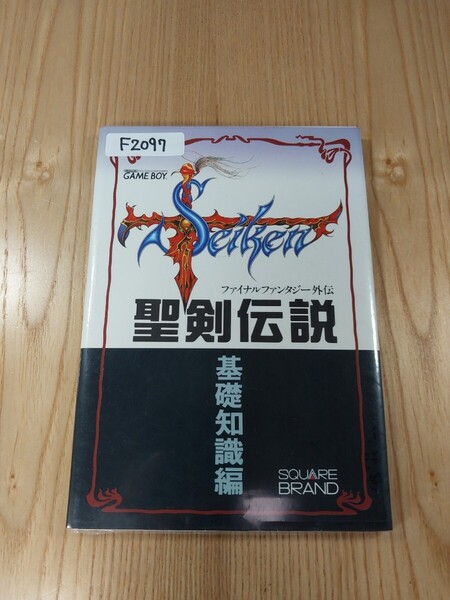 F2097
GAME BOY
Seiken
ファイナルファンタジー外伝
聖剣伝説
基礎知識編
SQUARE
BRAND